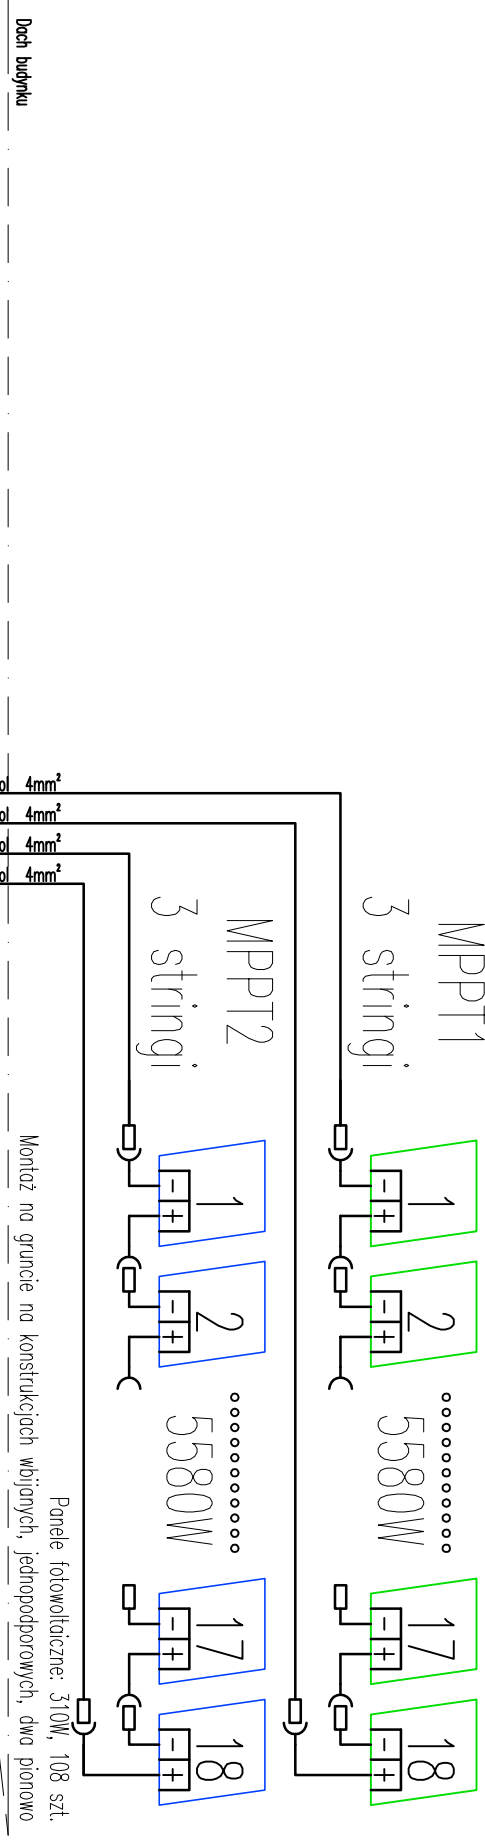 Dach budynku
MPPT1
3 stringi
1
- +
2
- +
5580W
17
- +
18
- +
MPPT2
3 stringi
1
- +
2
- +
5580W
17
- +
18
- +
4mm²
4mm²
4mm²
4mm²
Panele fotowoltaiczne: 310W, 108 szt.
Montaż na gruncie na konstrukcjach wbijanych, jednopodporowych, dwa pionowo